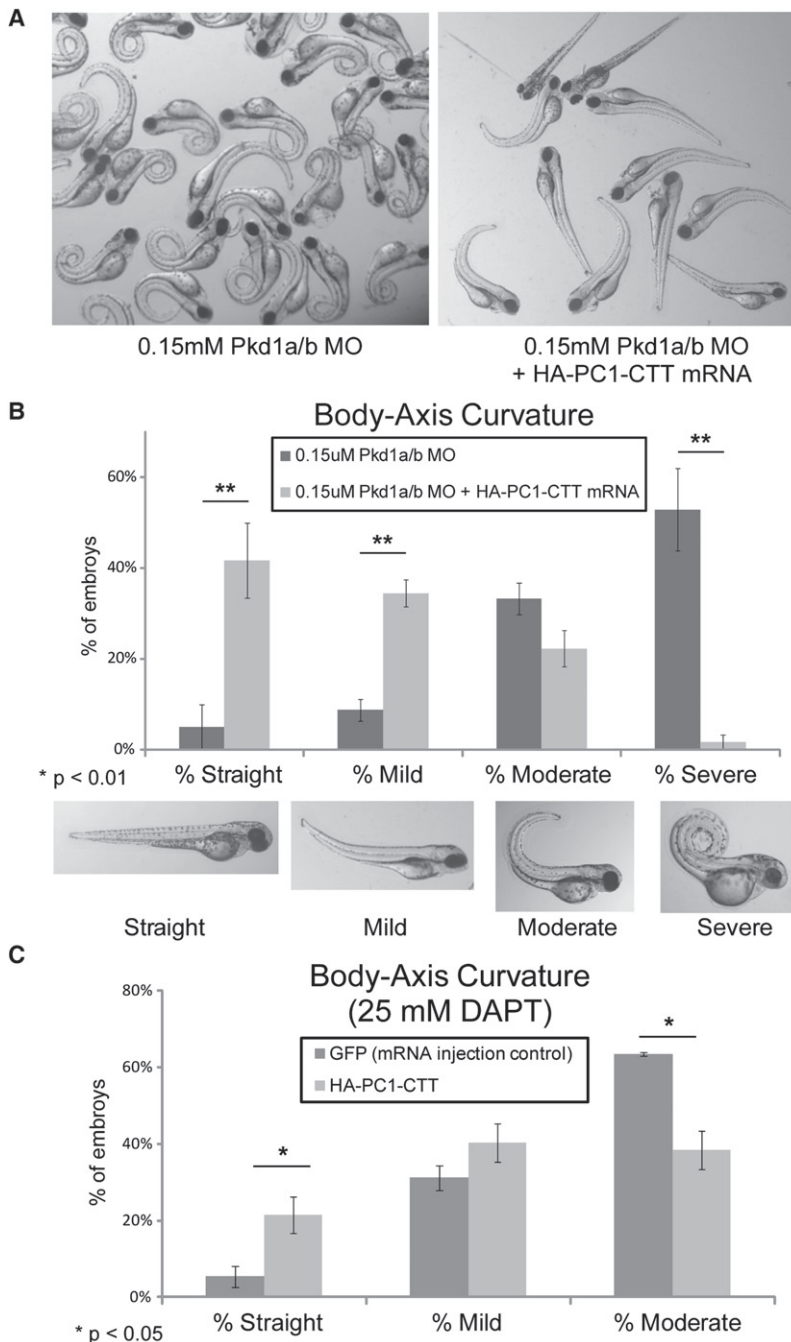 A
0.15mM Pkd1a/b MO
0.15mM Pkd1a/b MO
+ HA-PC1-CTT mRNA
B
Body-Axis Curvature
0.15uM Pkd1a/b MO
0.15uM Pkd1a/b MO + HA-PC1-CTT mRNA
% of embroys
60%
40%
20%
0%
**
**
**
* p < 0.01
% Straight
% Mild
% Moderate
% Severe
Straight
Mild
Moderate
Severe
C
Body-Axis Curvature
(25 mM DAPT)
GFP (mRNA injection control)
HA-PC1-CTT
% of embroys
80%
60%
40%
20%
0%
*
*
* p < 0.05
% Straight
% Mild
% Moderate